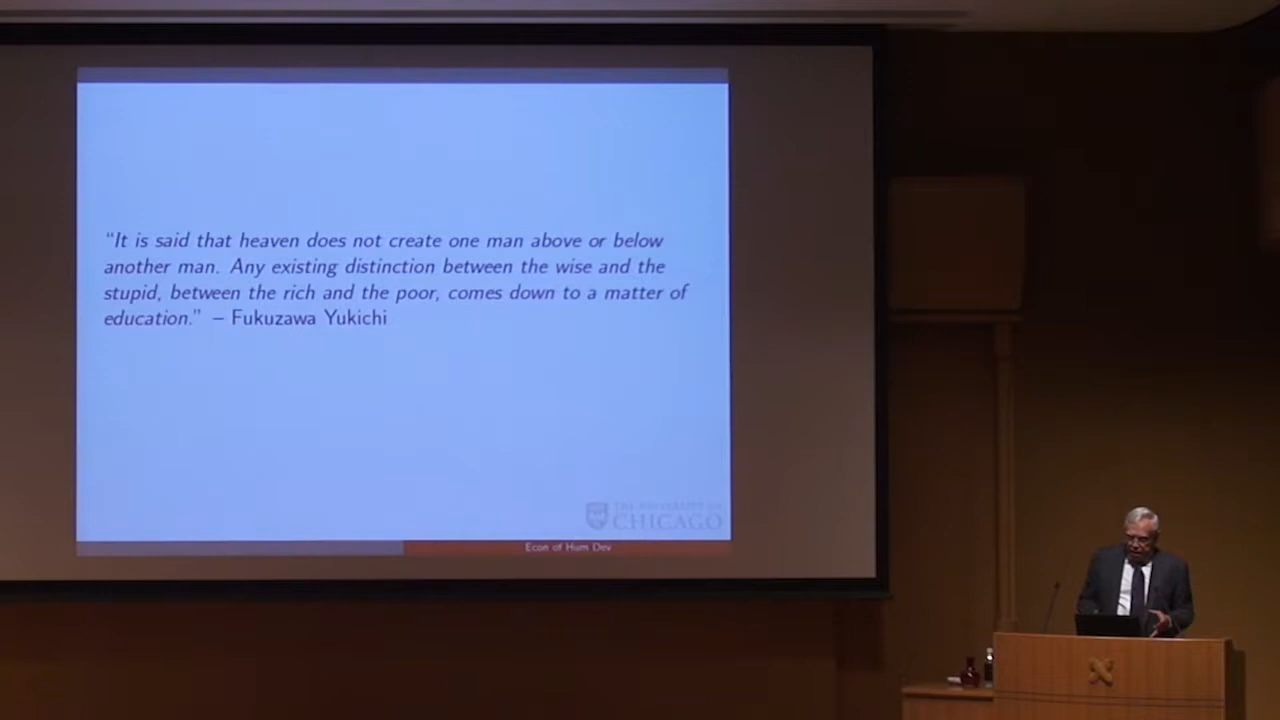 “It is said that heaven does not create one man above or below
another man. Any existing distinction between the wise and the
stupid, between the rich and the poor, comes down to a matter of
education.” – Fukuzawa Yukichi
THE UNIVERSITY OF
CHICAGO
Econ of Hum Dev